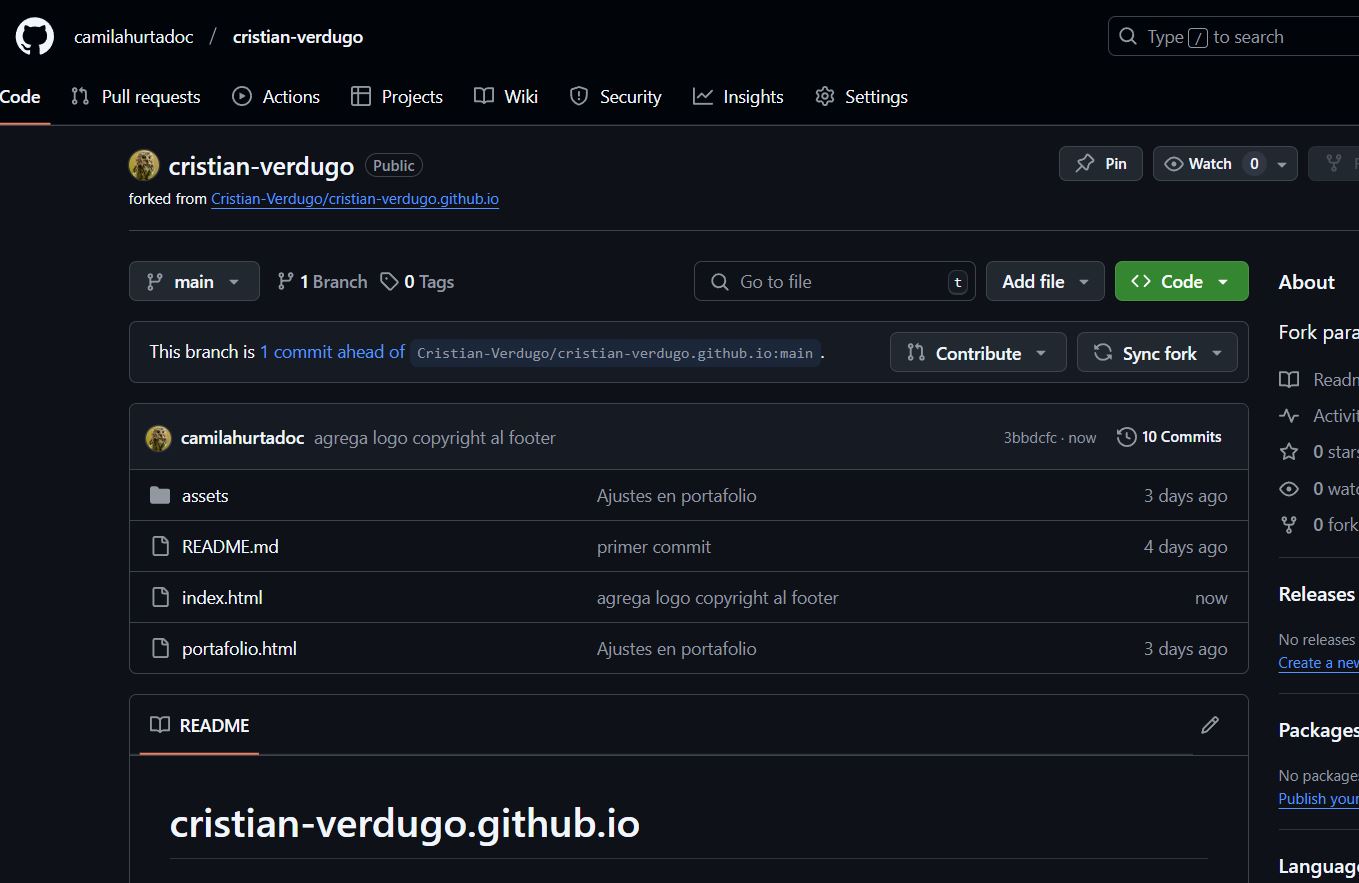 camilahurtadoc / cristian-verdugo
Type / to search
Code Pull requests Actions Projects Wiki Security Insights Settings
cristian-verdugo Public
Pin Watch 0
forked from Cristian-Verdugo/cristian-verdugo.github.io
main 1 Branch 0 Tags Go to file t Add file Code
About
This branch is 1 commit ahead of Cristian-Verdugo/cristian-verdugo.github.io:main .
Contribute Sync fork
Fork para
camilahurtadoc agrega logo copyright al footer 3bbdcfc · now 10 Commits
assets Ajustes en portafolio 3 days ago
README.md primer commit 4 days ago
index.html agrega logo copyright al footer now
portafolio.html Ajustes en portafolio 3 days ago
Readm
Activit
0 stars
0 watc
0 fork
Releases
No releases
Create a new
Packages
No packages
Publish your
Language
README
cristian-verdugo.github.io